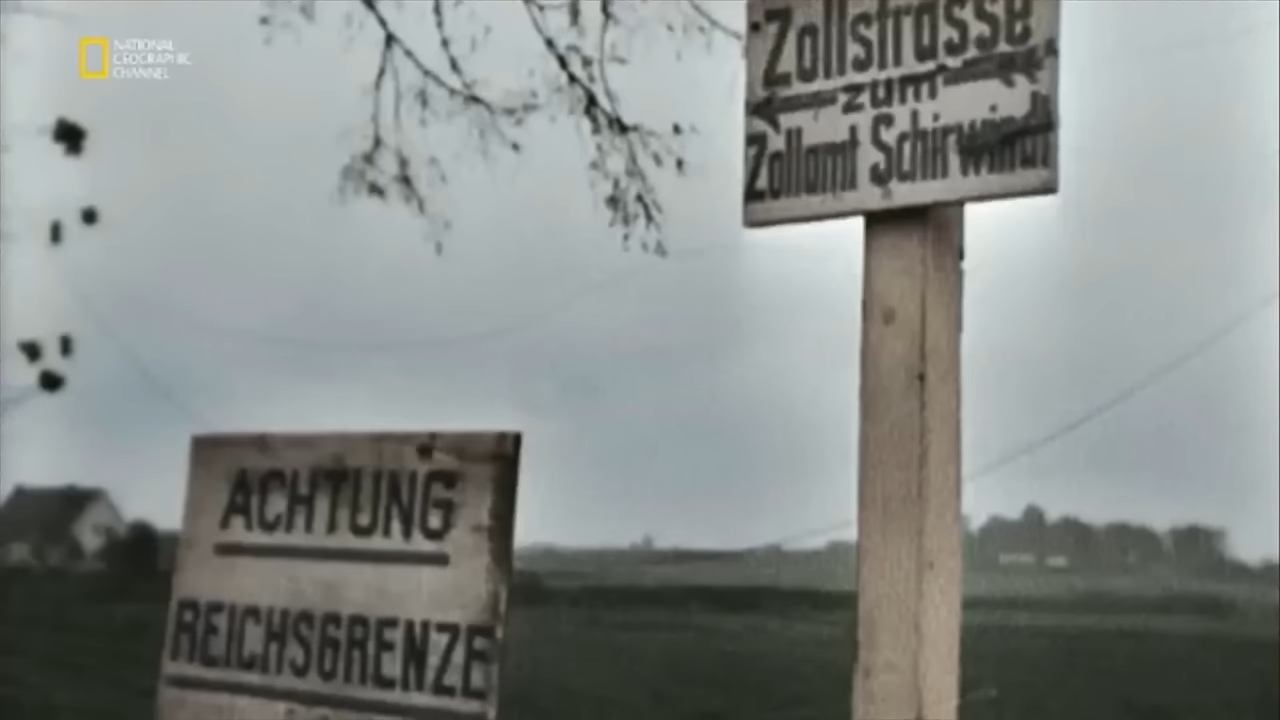 NATIONAL
GEOGRAPHIC
CHANNEL
Zollstrasse
zum
Zollamt Schirwindt
ACHTUNG
REICHSGRENZE